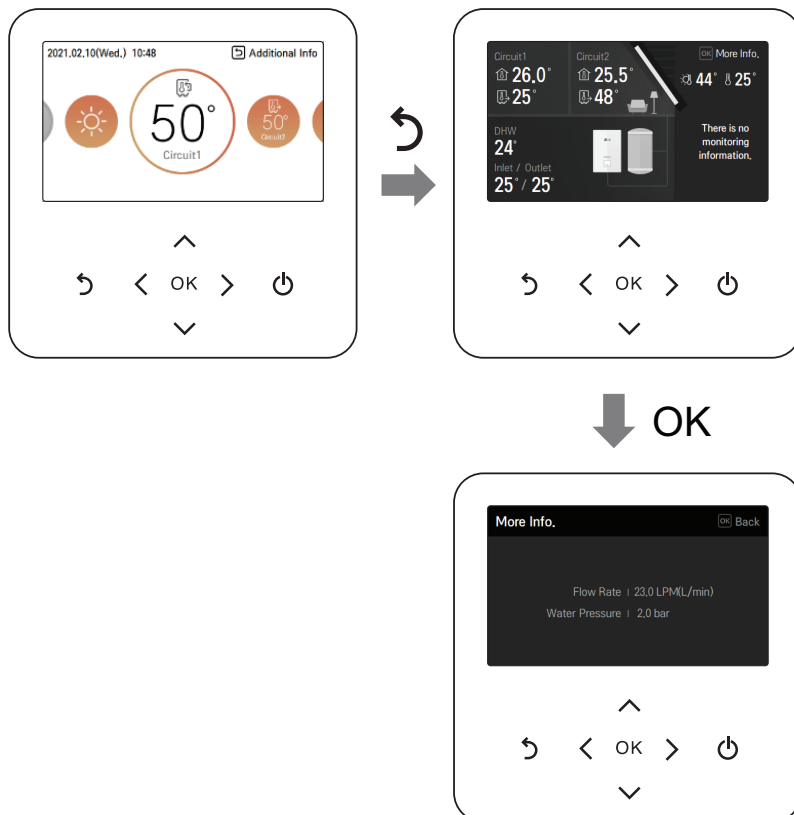 2021.02.10(Wed.) 10:48 Additional Info
50°
Circuit1
50°
Circuit2
OK
Circuit1
26.0°
25°
Circuit2
25.5°
48°
OK More Info.
44° 25°
DHW
24°
Inlet / Outlet
25° / 25°
There is no
monitoring
information.
OK
OK
More Info. OK Back
Flow Rate | 23.0 LPM(L/min)
Water Pressure | 2.0 bar
OK